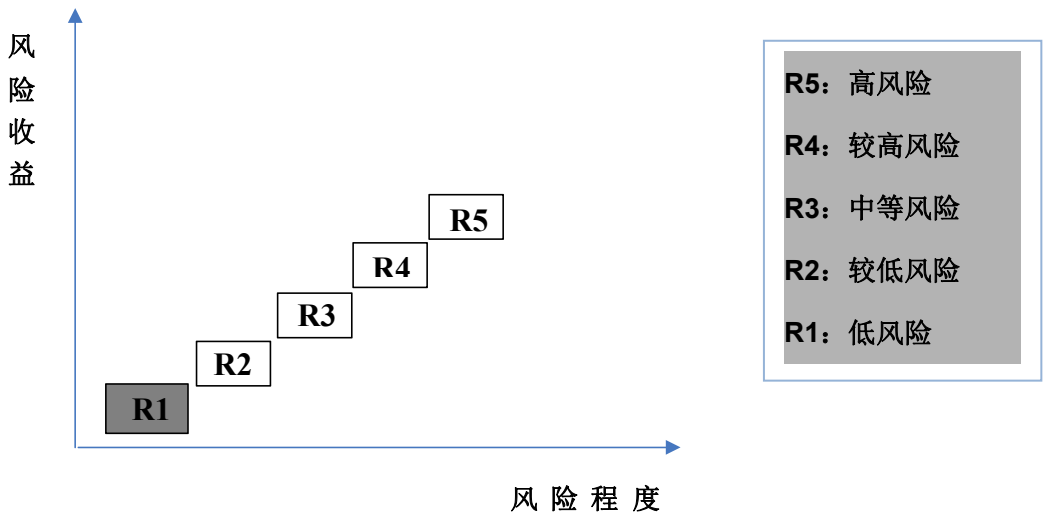 风险收益
R5：高风险
R4：较高风险
R3：中等风险
R2：较低风险
R1：低风险
R5
R4
R3
R2
R1
风 险 程 度